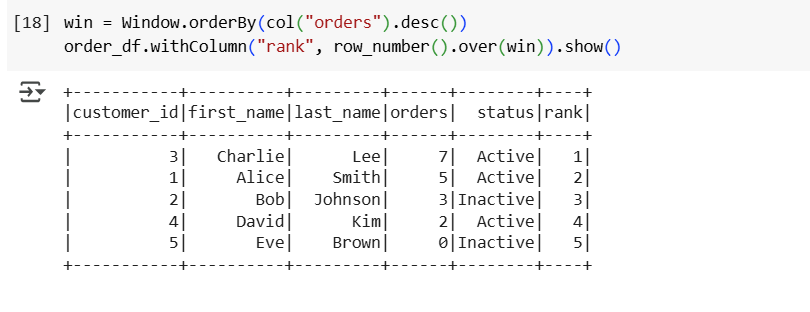 [18] win = Window.orderBy(col("orders").desc())
order_df.withColumn("rank", row_number().over(win)).show()
+-----------+----------+---------+------+--------+----+
|customer_id|first_name|last_name|orders|  status|rank|
+-----------+----------+---------+------+--------+----+
|          3|   Charlie|      Lee|     7|  Active|   1|
|          1|     Alice|    Smith|     5|  Active|   2|
|          2|       Bob|  Johnson|     3|Inactive|   3|
|          4|     David|      Kim|     2|  Active|   4|
|          5|       Eve|    Brown|     0|Inactive|   5|
+-----------+----------+---------+------+--------+----+